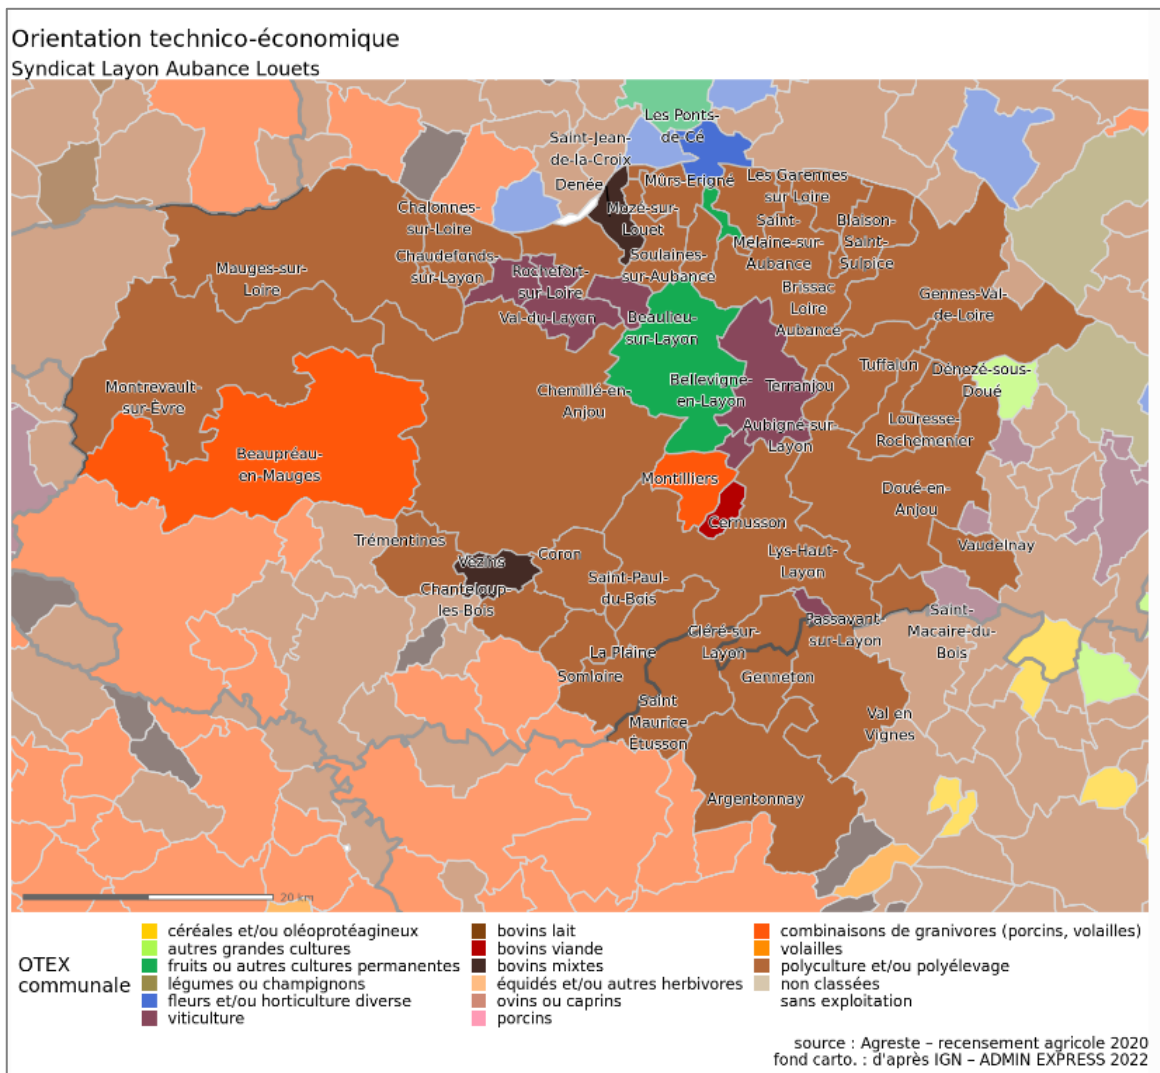 Orientation technico-économique
Syndicat Layon Aubance Louets
Les Ponts-
de-Cé
Saint-Jean-
de-la-Croix
Denée
Mûrs-Erigné
Les Garennes
sur Loire
Chalonnes-
sur-Loire
Mozé-sur-
Louet
Saint-
Melaine-sur-
Aubance
Blaison-
Saint-
Sulpice
Chaudefonds-
sur-Layon
Rochefort-
sur-Loire
Soulaines-
sur-Aubance
Mauges-sur-
Loire
Val-du-Layon
Beaulieu-
sur-Layon
Brissac
Loire
Aubance
Gennes-Val-
de-Loire
Montrevault-
sur-Èvre
Chemillé-en-
Anjou
Bellevigne-
en-Layon
Terranjou
Tuffalun
Dénezé-sous-
Doué
Aubigné-sur-
Layon
Louresse-
Rochemenier
Beaupréau-
en-Mauges
Montilliers
Doué-en-
Anjou
Cernusson
Trémentines
Vezins
Coron
Lys-Haut-
Layon
Vaudelnay
Chanteloup-
les Bois
Saint-Paul-
du-Bois
Passavant-
sur-Layon
Saint-
Macaire-du-
Bois
Cléré-sur-
Layon
La Plaine
Somloire
Genneton
Saint
Maurice
Étusson
Val en
Vignes
Argentonnay
20 km
OTEX
communale
céréales et/ou oléoprotéagineux
autres grandes cultures
fruits ou autres cultures permanentes
légumes ou champignons
fleurs et/ou horticulture diverse
viticulture
bovins lait
bovins viande
bovins mixtes
équidés et/ou autres herbivores
ovins ou caprins
porcins
combinaisons de granivores (porcins, volailles)
volailles
polyculture et/ou polyélevage
non classées
sans exploitation
source : Agreste – recensement agricole 2020
fond carto. : d'après IGN – ADMIN EXPRESS 2022